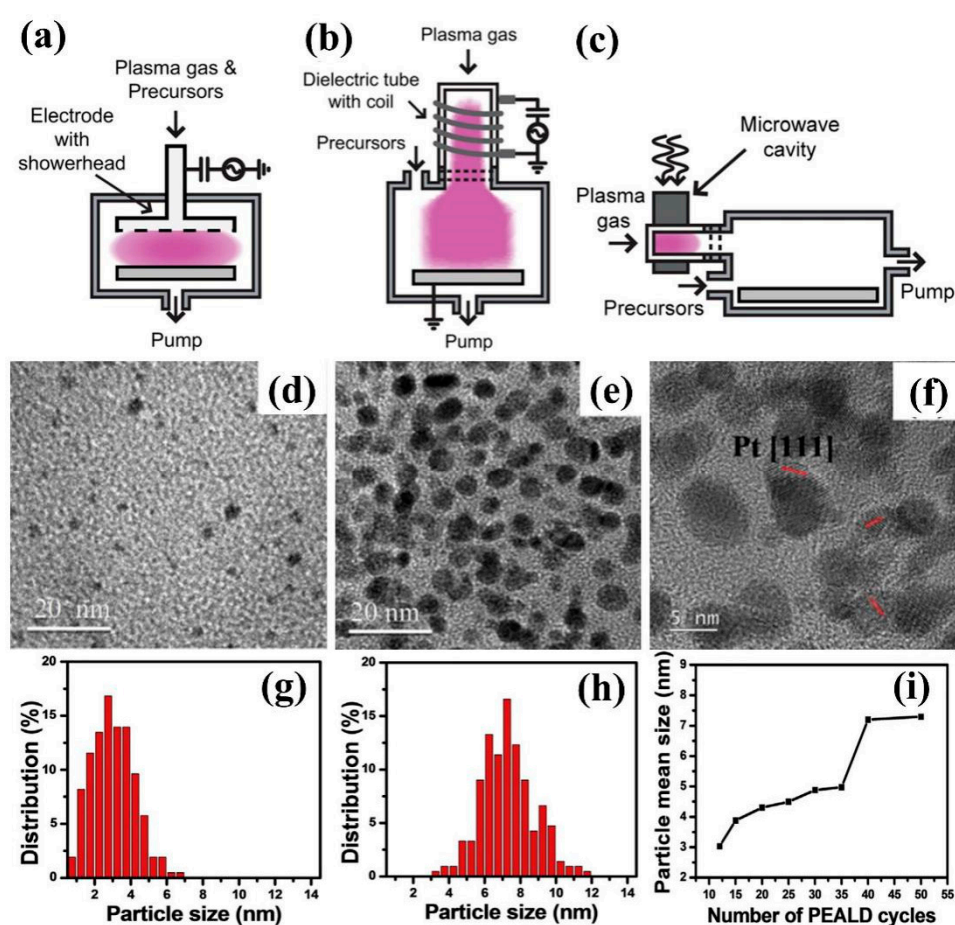 (a)
Plasma gas &
Precursors
Electrode
with
showerhead
Pump
(b)
Plasma gas
Dielectric tube
with coil
Precursors
Pump
(c)
Microwave
cavity
Plasma
gas
Precursors
Pump
(d)
20 nm
(e)
20 nm
(f)
Pt [111]
5 nm
(g)
Distribution (%)
20
15
10
5
0
2 4 6 8 10 12 14
Particle size (nm)
(h)
Distribution (%)
20
15
10
5
0
2 4 6 8 10 12 14
Particle size (nm)
(i)
Particle mean size (nm)
9
8
7
6
5
4
3
2
10 15 20 25 30 35 40 45 50 55
Number of PEALD cycles